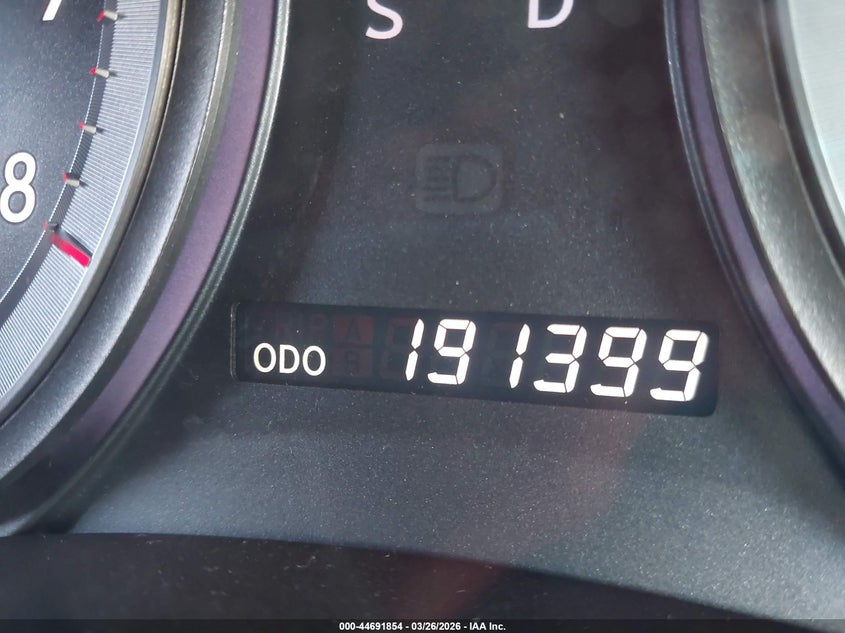 S D
8
ODO 191399
000-44691854 | 03/26/2026 | IAA Inc.